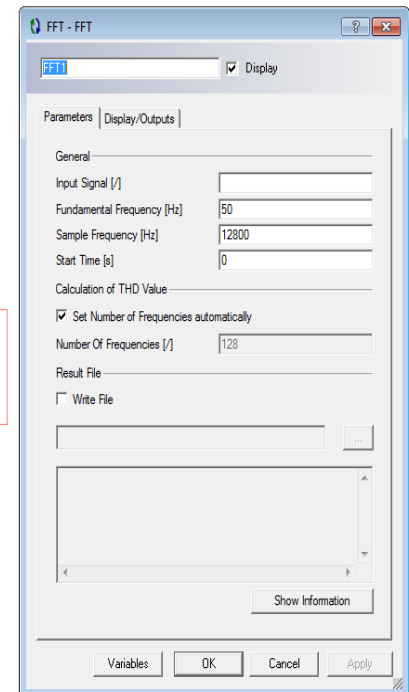 FFT - FFT
FFT1
Display
Parameters
Display/Outputs
General
Input Signal [/]
Fundamental Frequency [Hz] 50
Sample Frequency [Hz] 12800
Start Time [s] 0
Calculation of THD Value
Set Number of Frequencies automatically
Number Of Frequencies [/] 128
Result File
Write File
...
Show Information
Variables OK Cancel Apply